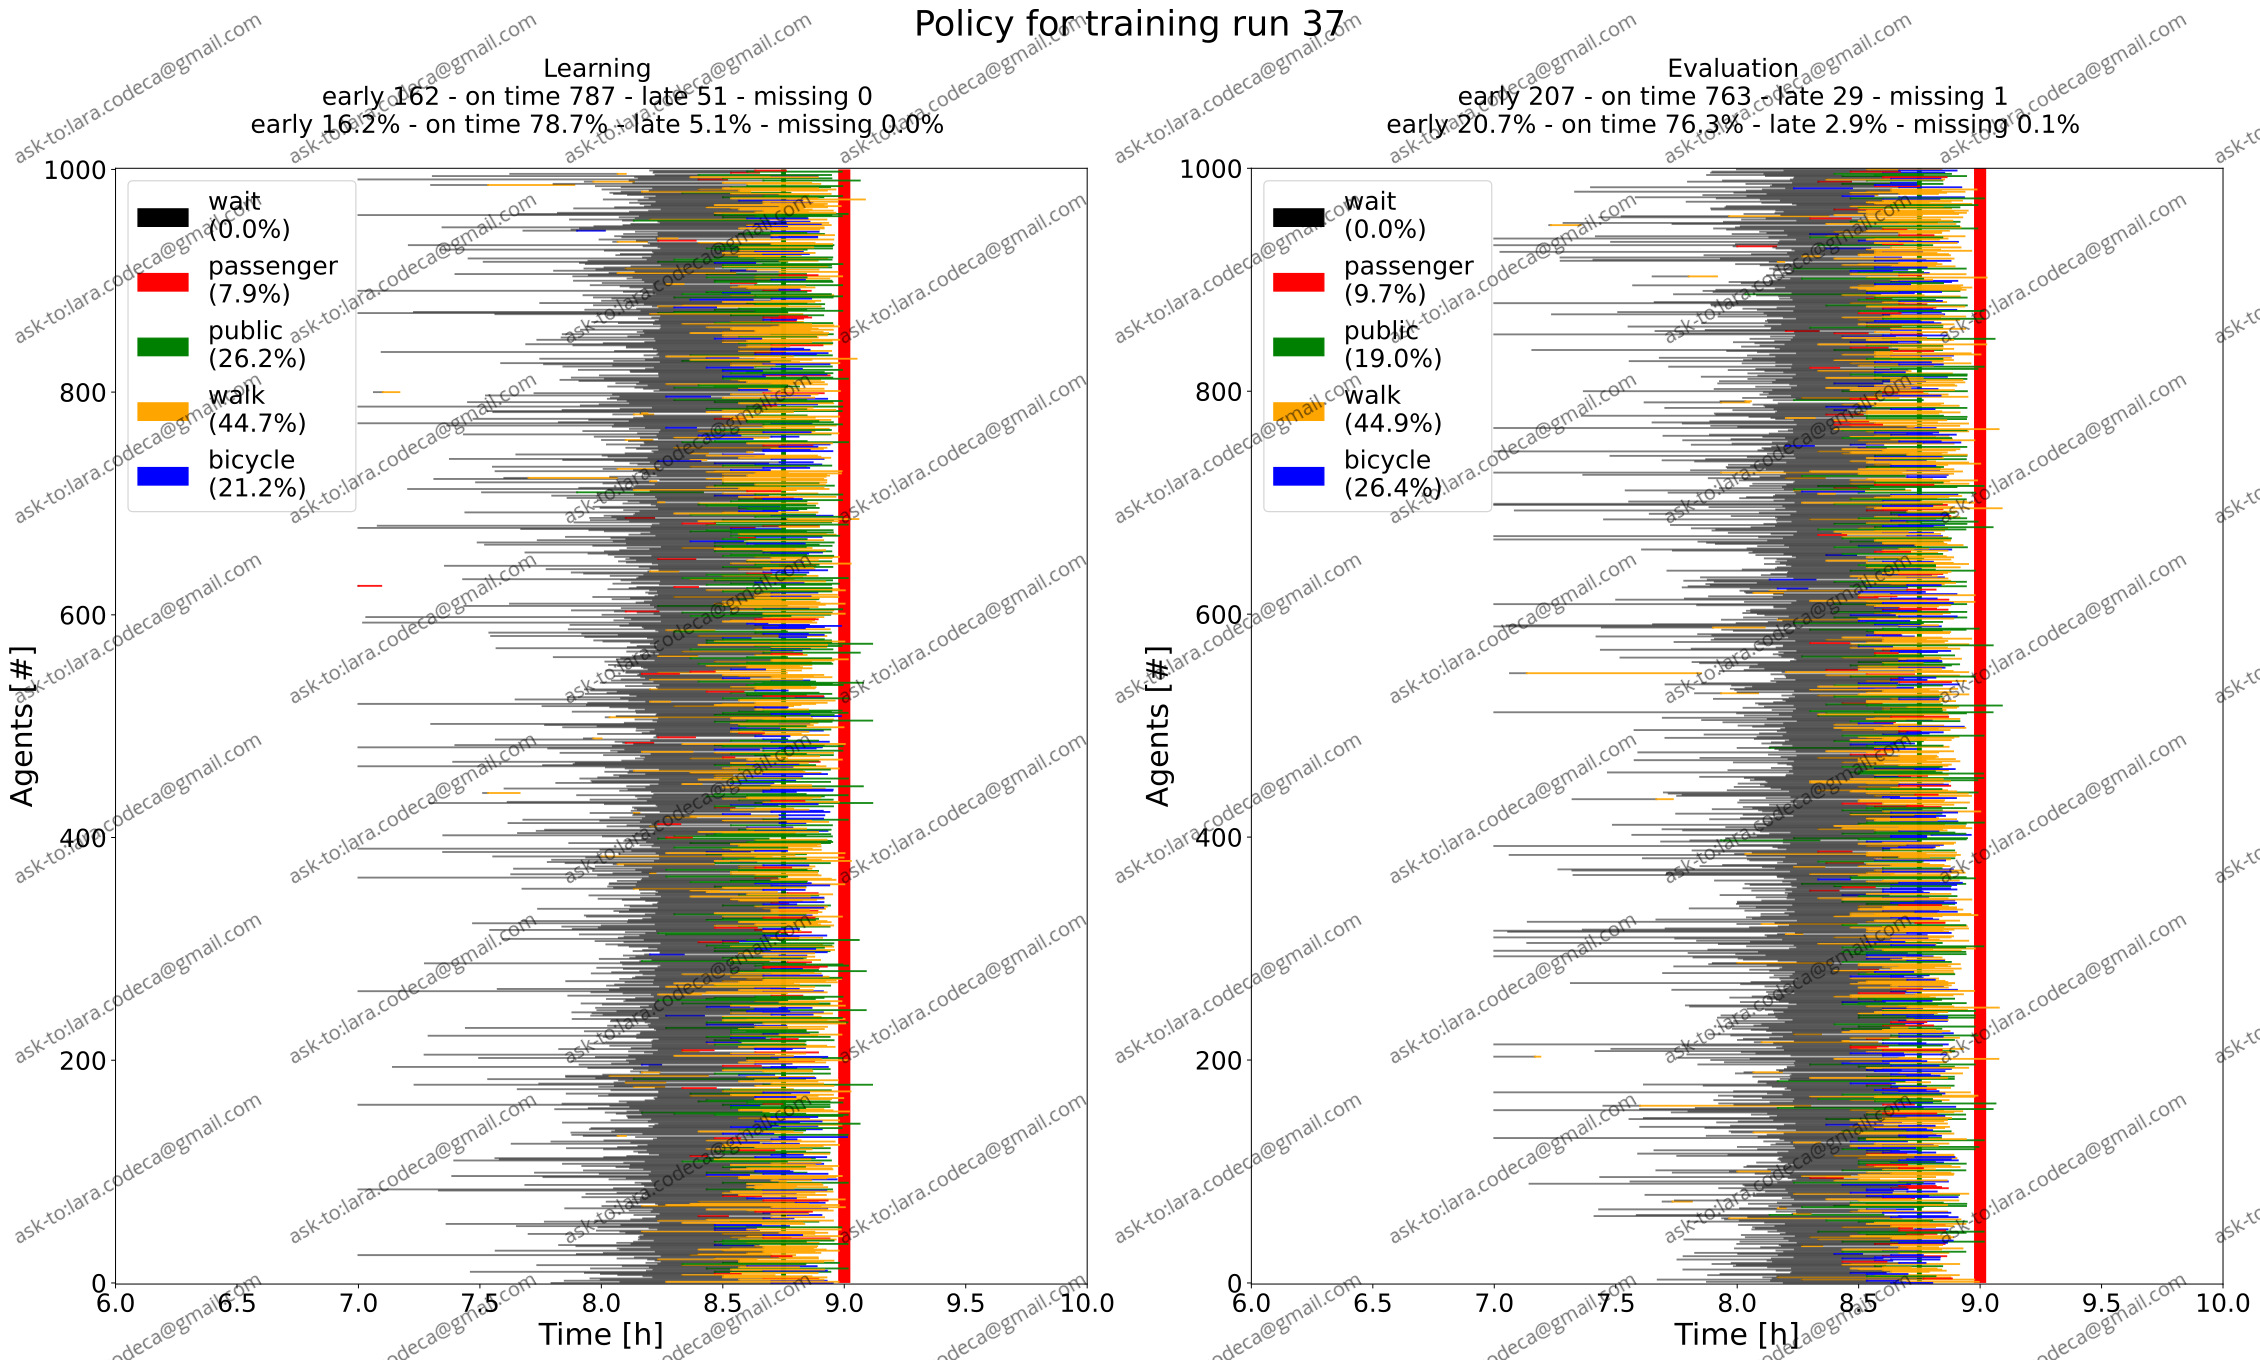 Policy for training run 37
Learning
early 162 - on time 787 - late 51 - missing 0
early 16.2% - on time 78.7% - late 5.1% - missing 0.0%
1000
800
600
400
200
0
Agents [#]
wait
(0.0%)
passenger
(7.9%)
public
(26.2%)
walk
(44.7%)
bicycle
(21.2%)
6.0 6.5 7.0 7.5 8.0 8.5 9.0 9.5 10.0
Time [h]
Evaluation
early 207 - on time 763 - late 29 - missing 1
early 20.7% - on time 76.3% - late 2.9% - missing 0.1%
1000
800
600
400
200
0
Agents [#]
wait
(0.0%)
passenger
(9.7%)
public
(19.0%)
walk
(44.9%)
bicycle
(26.4%)
6.0 6.5 7.0 7.5 8.0 8.5 9.0 9.5 10.0
Time [h]
ask-to:lara.codeca@gmail.com